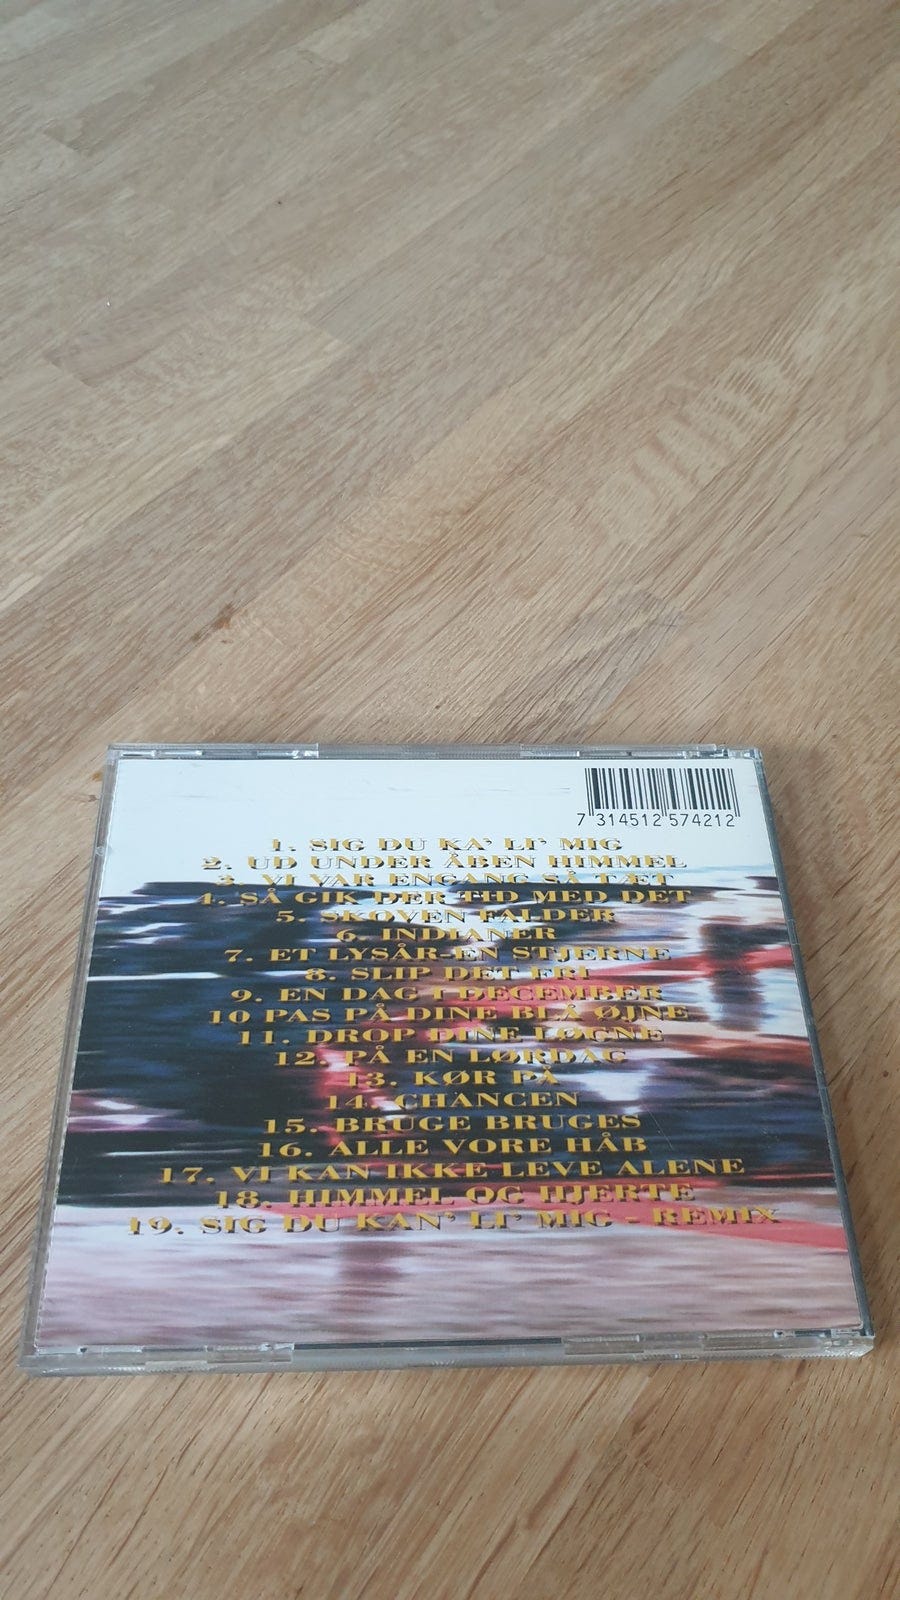 7 314512 574212
1. SIG DU KA' LI' MIG
2. UD UNDER ÅBEN HIMMEL
3. VI VAR ENGANG SÅ TÆT
4. SÅ GIK DER TID MED DET
5. SKOVEN FALDER
6. INDIANER
7. ET LYSÅR-EN STJERNE
8. SLIP DET FRI
9. EN DAG I DECEMBER
10 PAS PÅ DINE BLÅ ØJNE
11. DROP DINE LØGNE
12. PÅ EN LØRDAG
13. KØR PÅ
14. CHANCEN
15. BRUGE BRUGES
16. ALLE VORE HÅB
17. VI KAN IKKE LEVE ALENE
18. HIMMEL OG HJERTE
19. SIG DU KAN' LI' MIG - REMIX